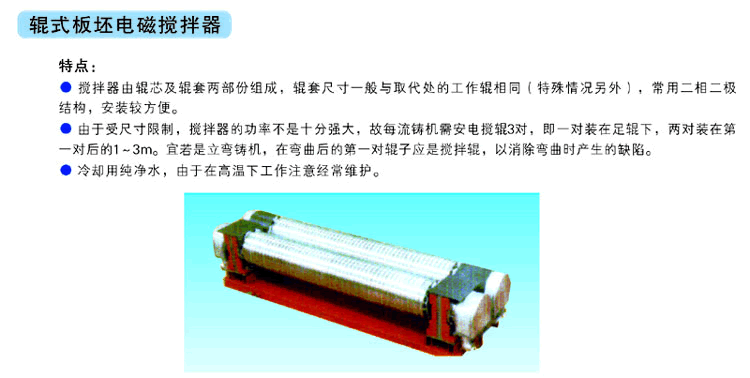 辊式板坯电磁搅拌器
特点：
● 搅拌器由辊芯及辊套两部份组成，辊套尺寸一般与取代处的工作辊相同（特殊情况另外），常用二相二极
结构，安装较方便。
● 由于受尺寸限制，搅拌器的功率不是十分强大，故每流铸机需安电搅辊3对，即一对装在足辊下，两对装在第
一对后的1～3m。宜若是立弯铸机，在弯曲后的第一对辊子应是搅拌辊，以消除弯曲时产生的缺陷。
● 冷却用纯净水，由于在高温下工作注意经常维护。